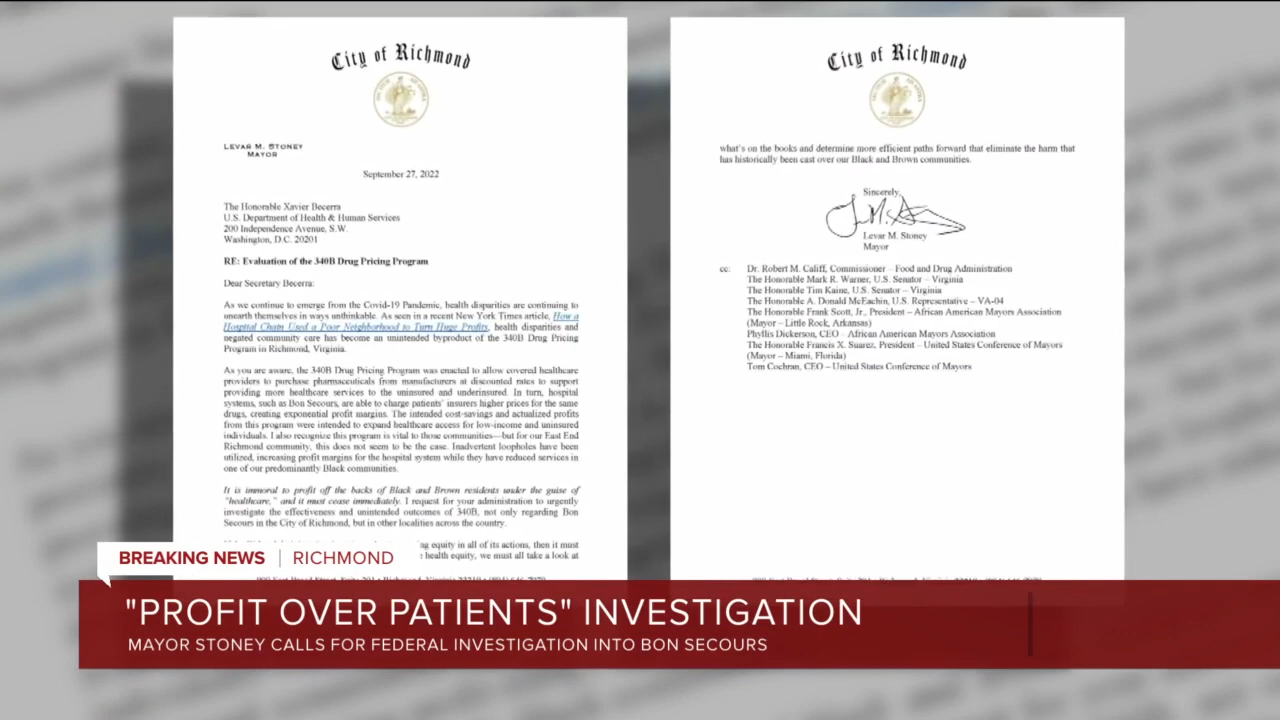 City of Richmond
LEVAR M. STONEY
MAYOR
September 27, 2022
The Honorable Xavier Becerra
U.S. Department of Health & Human Services
200 Independence Avenue, S.W.
Washington, D.C. 20201
RE: Evaluation of the 340B Drug Pricing Program
Dear Secretary Becerra:
As we continue to emerge from the Covid-19 Pandemic, health disparities are continuing to
unearth themselves in ways unthinkable. As seen in a recent New York Times article, How a
Hospital Chain Used a Poor Neighborhood to Turn Huge Profits, health disparities and
negated community care has become an unintended byproduct of the 340B Drug Pricing
Program in Richmond, Virginia.
As you are aware, the 340B Drug Pricing Program was enacted to allow covered healthcare
providers to purchase pharmaceuticals from manufacturers at discounted rates to support
providing more healthcare services to the uninsured and underinsured. In turn, hospital
systems, such as Bon Secours, are able to charge patients' insurers higher prices for the same
drugs, creating exponential profit margins. The intended cost-savings and actualized profits
from this program were intended to expand healthcare access for low-income and uninsured
individuals. I also recognize this program is vital to those communities—but for our East End
Richmond community, this does not seem to be the case. Inadvertent loopholes have been
utilized, increasing profit margins for the hospital system while they have reduced services in
one of our predominantly Black communities.
It is immoral to profit off the backs of Black and Brown residents under the guise of
"healthcare," and it must cease immediately. I request for your administration to urgently
investigate the effectiveness and unintended outcomes of 340B, not only regarding Bon
Secours in the City of Richmond, but in other localities across the country.
equity in all of its actions, then it must
health equity, we must all take a look at
City of Richmond
what's on the books and determine more efficient paths forward that eliminate the harm that
has historically been cast over our Black and Brown communities.
Sincerely,
Levar M. Stoney
Mayor
cc: Dr. Robert M. Califf, Commissioner – Food and Drug Administration
The Honorable Mark R. Warner, U.S. Senator – Virginia
The Honorable Tim Kaine, U.S. Senator – Virginia
The Honorable A. Donald McEachin, U.S. Representative – VA-04
The Honorable Frank Scott, Jr., President – African American Mayors Association
(Mayor – Little Rock, Arkansas)
Phyllis Dickerson, CEO – African American Mayors Association
The Honorable Francis X. Suarez, President – United States Conference of Mayors
(Mayor – Miami, Florida)
Tom Cochran, CEO – United States Conference of Mayors
BREAKING NEWS | RICHMOND
"PROFIT OVER PATIENTS" INVESTIGATION
MAYOR STONEY CALLS FOR FEDERAL INVESTIGATION INTO BON SECOURS